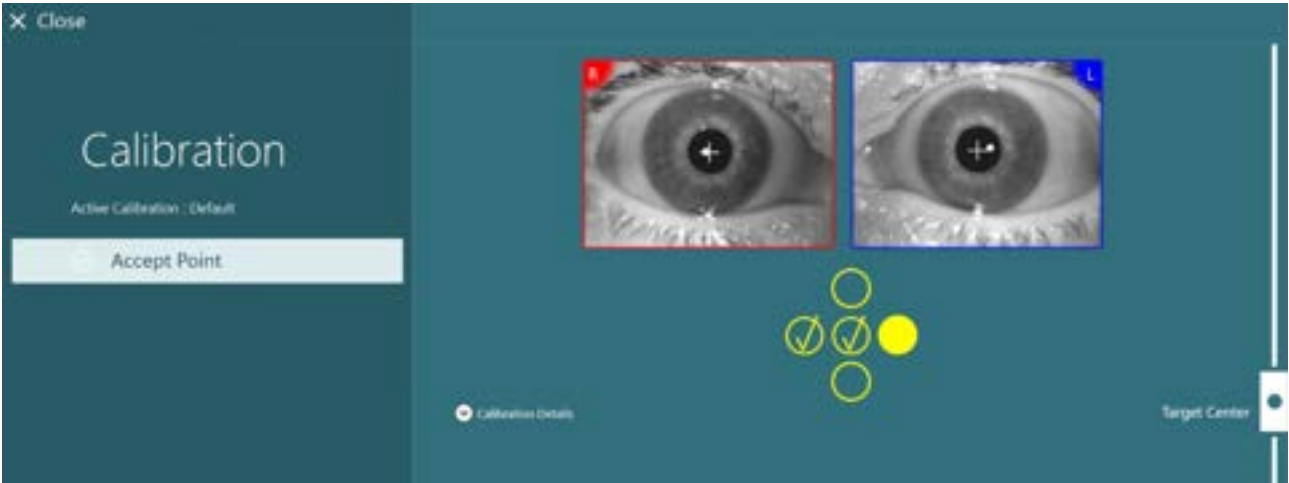 Close
Calibration
Active Calibration : Default
Accept Point
R
L
Calibration Details
Target Center